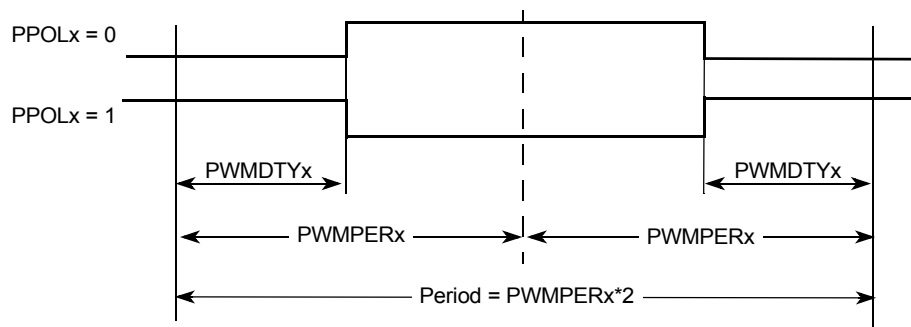 PPOLx = 0
PPOLx = 1
PWMDTYx
PWMDTYx
PWMPERx
PWMPERx
Period = PWMPERx*2